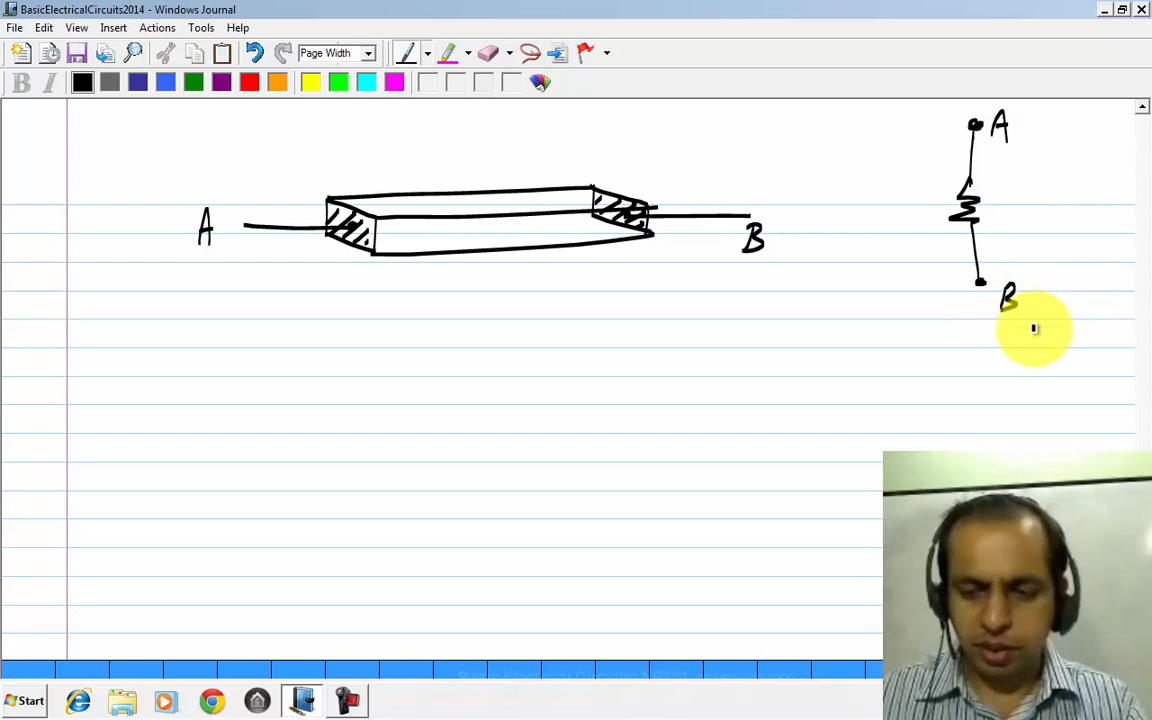 BasicElectricalCircuits2014 - Windows Journal
File Edit View Insert Actions Tools Help
Page Width
B I
A
A
B
B
Start